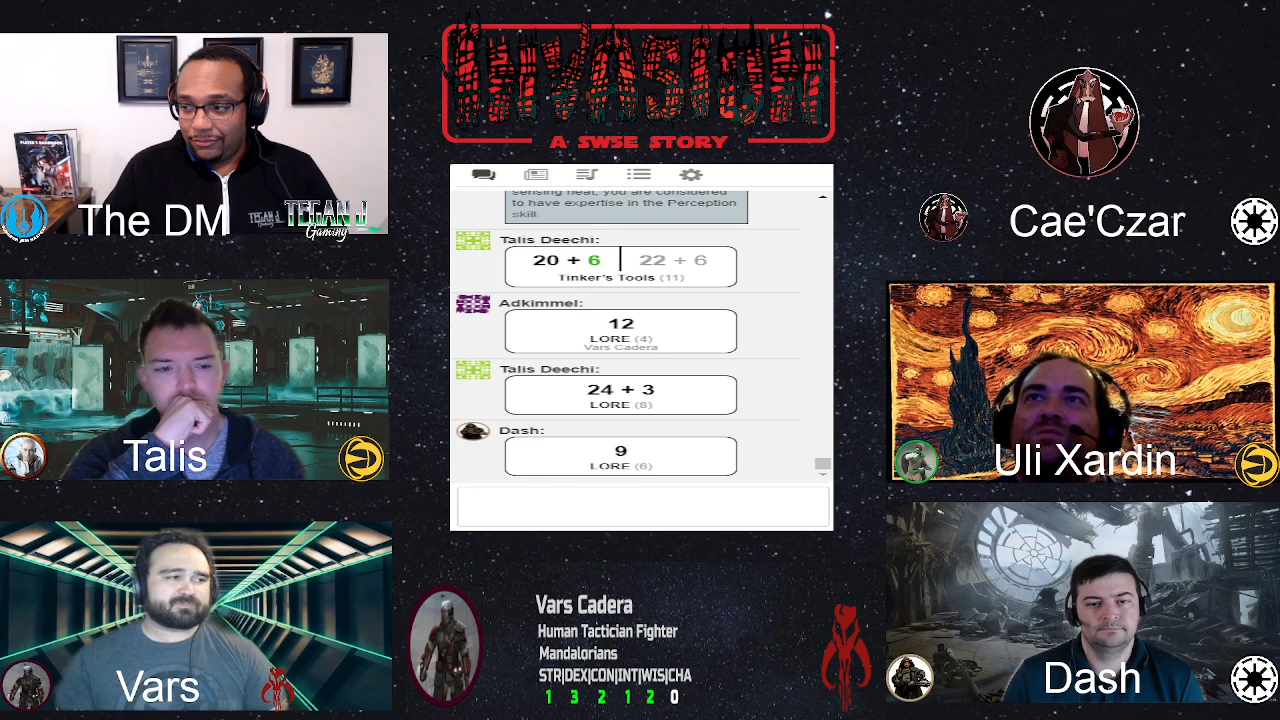 INVASION
A SW5E STORY
PLAYER'S HANDBOOK
The DM
TEGAN J
TEGAN J
Gaming
Cae'Czar
sensing heat, you are considered
to have expertise in the Perception
skill
Talis Deechi:
20 + 6 22 + 6
Tinker's Tools (11)
Adkimmel:
12
LORE (4)
Vars Cadera
Talis Deechi:
24 + 3
LORE (8)
Dash:
9
LORE (6)
Talis
Uli Xardin
Vars
Vars Cadera
Human Tactician Fighter
Mandalorians
STR|DEX|CON|INT|WIS|CHA
1 3 2 1 2 0
Dash